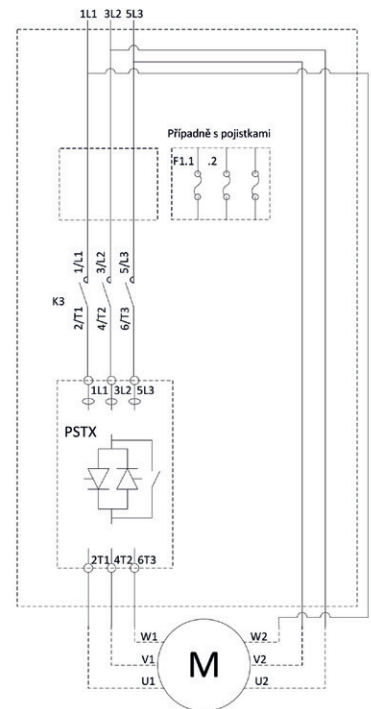 1L1 3L2 5L3
Případně s pojistkami
F1.1 .2
1/L1 3/L2 5/L3
K3
2/T1 4/T2 6/T3
1L1 3L2 5L3
PSTX
2T1 4T2 6T3
W1 W2
V1 M V2
U1 U2